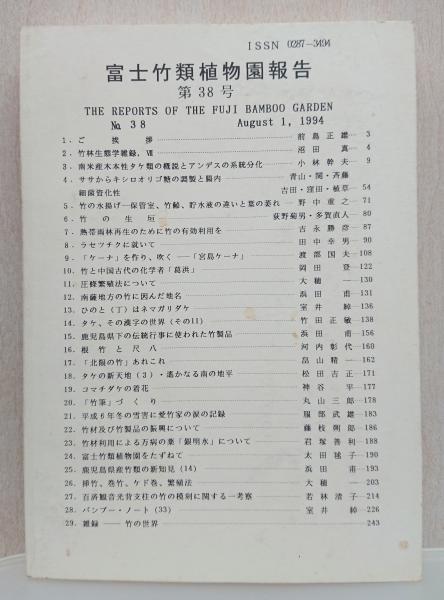 ISSN 0287-3494
富士竹類植物園報告
第38号
THE REPORTS OF THE FUJI BAMBOO GARDEN
№ 38 August 1, 1994
1. ご挨拶 前島正雄 3
2. 竹林生態学雑録、Ⅶ 沼田真 4
3. 南米産木本性タケ類の概説とアンデスの系統分化 小林幹夫 9
4. ササからキシロオリゴ糖の調製と腸内 青山・関・斉藤
細菌資化性 吉田・窪田・植草 54
5. 竹の水揚げ―保管室、竹齢、貯水液の違いと葉の萎れ 野中重之 71
6. 竹の生垣 荻野菊男・多賀直人 80
7. 熱帯雨林再生のために竹の有効利用を 吉永勝彦 87
8. ラセツチクに就いて 田中幸男 90
9. 「ケーナ」を作り、吹く――「宮島ケーナ」 渡部国夫 108
10. 竹と中国古代の化学者「葛洪」 岡田登 122
11. 圧條繁殖法について 大穂一 130
12. 南薩地方の竹に因んだ地名 浜田甫 131
13. ひのと（丁）はネマガリダケ 室井綽 136
14. タケ、その漢字の世界（その11） 竹田正敏 138
15. 鹿児島県下の伝統行事に使われた竹製品 浜田甫 156
16. 根竹と尺八 河内彰代 160
17. 「北限の竹」あれこれ 畠山精一 162
18. タケの新天地（3）・遙かなる南の地平 松田吉正 171
19. コマチダケの着花 神谷平 177
20. 「竹筆」づくり 丸山三郎 178
21. 平成6年冬の雪害に愛竹家の涙の記録 服部武雄 183
22. 竹材及び竹製品の振興について 藤枝朝郎 186
23. 竹材利用による万病の薬「銀明水」について 君塚善利 188
24. 富士竹類植物園をたずねて 太田毬子 190
25. 鹿児島県産竹類の新知見（14） 浜田甫 193
26. 挿竹、巻竹、ケド巻、繁殖法 大穂一 203
27. 百済観音光背支柱の竹の模刻に関する一考察 若林清子 214
28. バンブー・ノート（33） 室井綽 226
29. 雑録――竹の世界 243